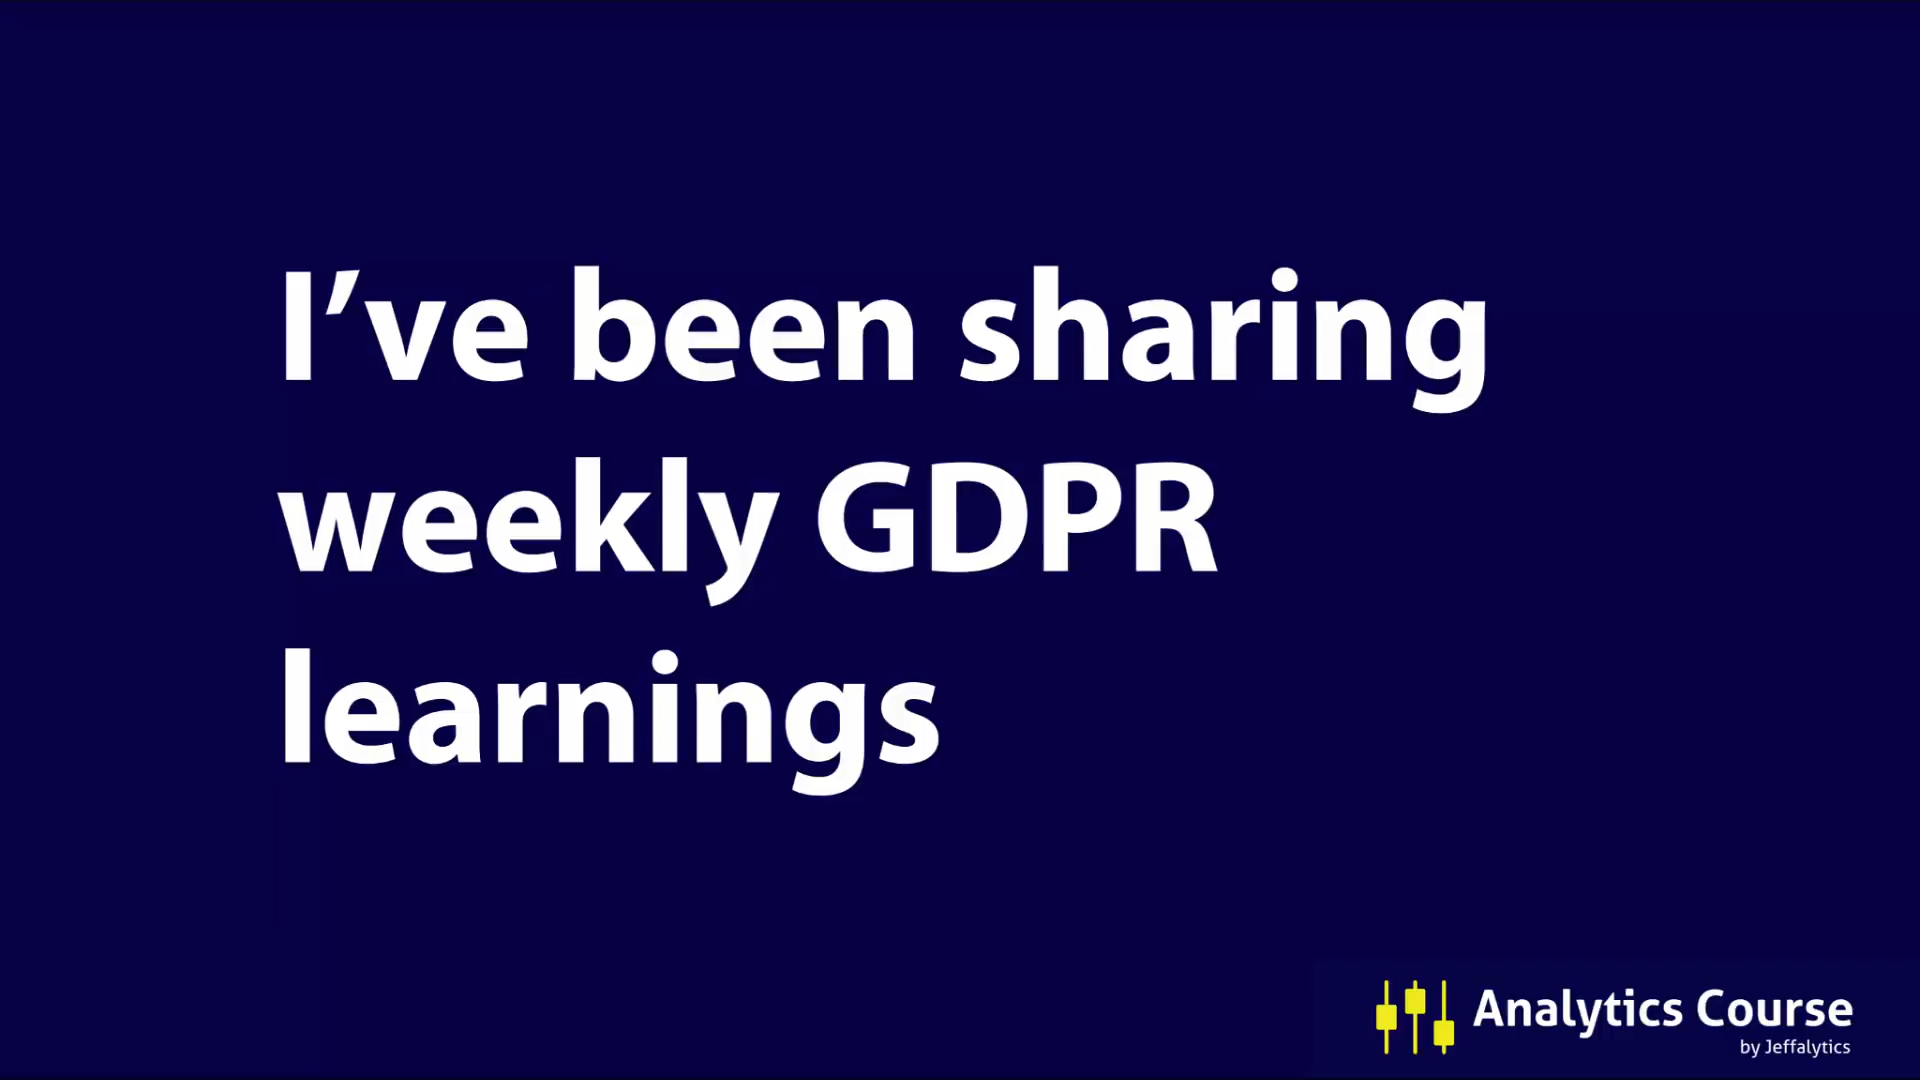 I’ve been sharing
weekly GDPR
learnings
Analytics Course
by Jeffalytics